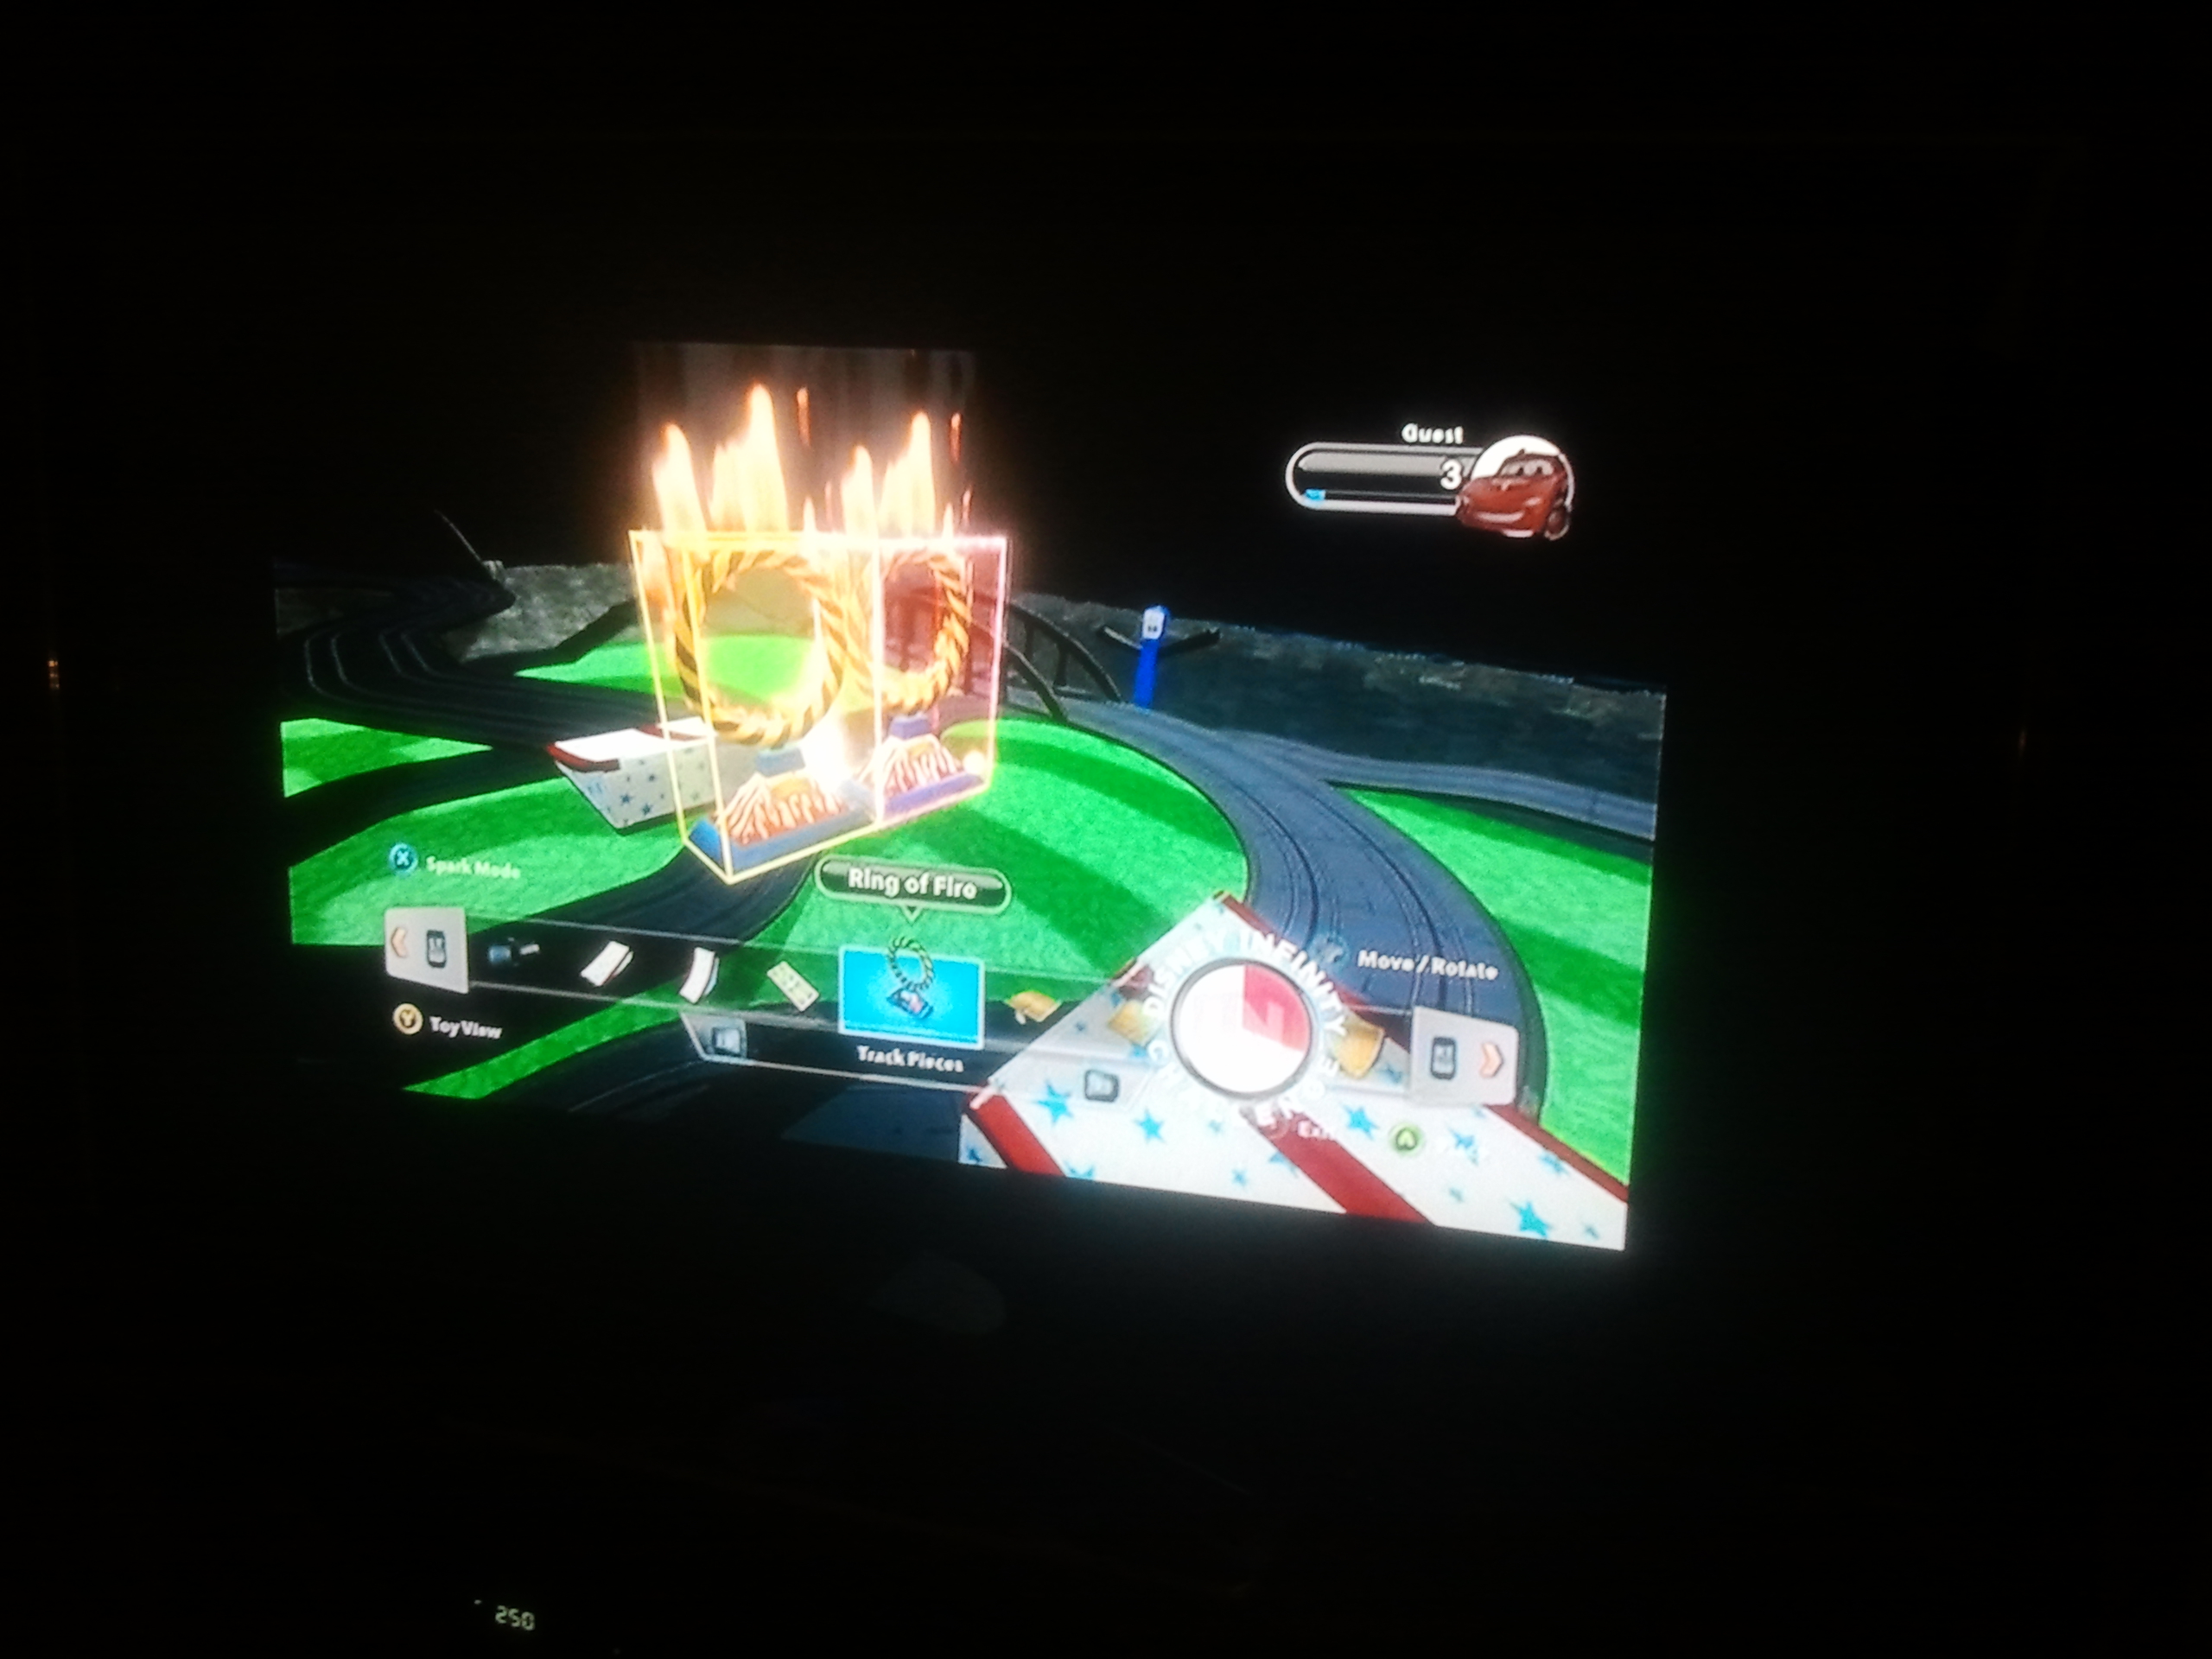 Guest
3
Spark Mode
Ring of Fire
Move/Rotate
Toy View
Track Pieces
DISNEY INFINITY
250